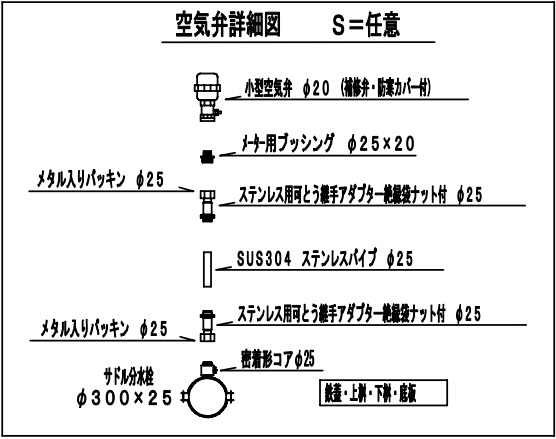 空気弁詳細図　S＝任意
小型空気弁　φ20　(補修弁・防寒カバー付)
ﾒｰﾀｰ用ブッシング　φ25×20
メタル入りパッキン　φ25
ステンレス用可とう継手アダプター絶縁袋ナット付　φ25
SUS304　ステンレスパイプ　φ25
ステンレス用可とう継手アダプター絶縁袋ナット付　φ25
メタル入りパッキン　φ25
密着形コアφ25
サドル分水栓
φ300×25
鉄蓋・上桝・下桝・底板